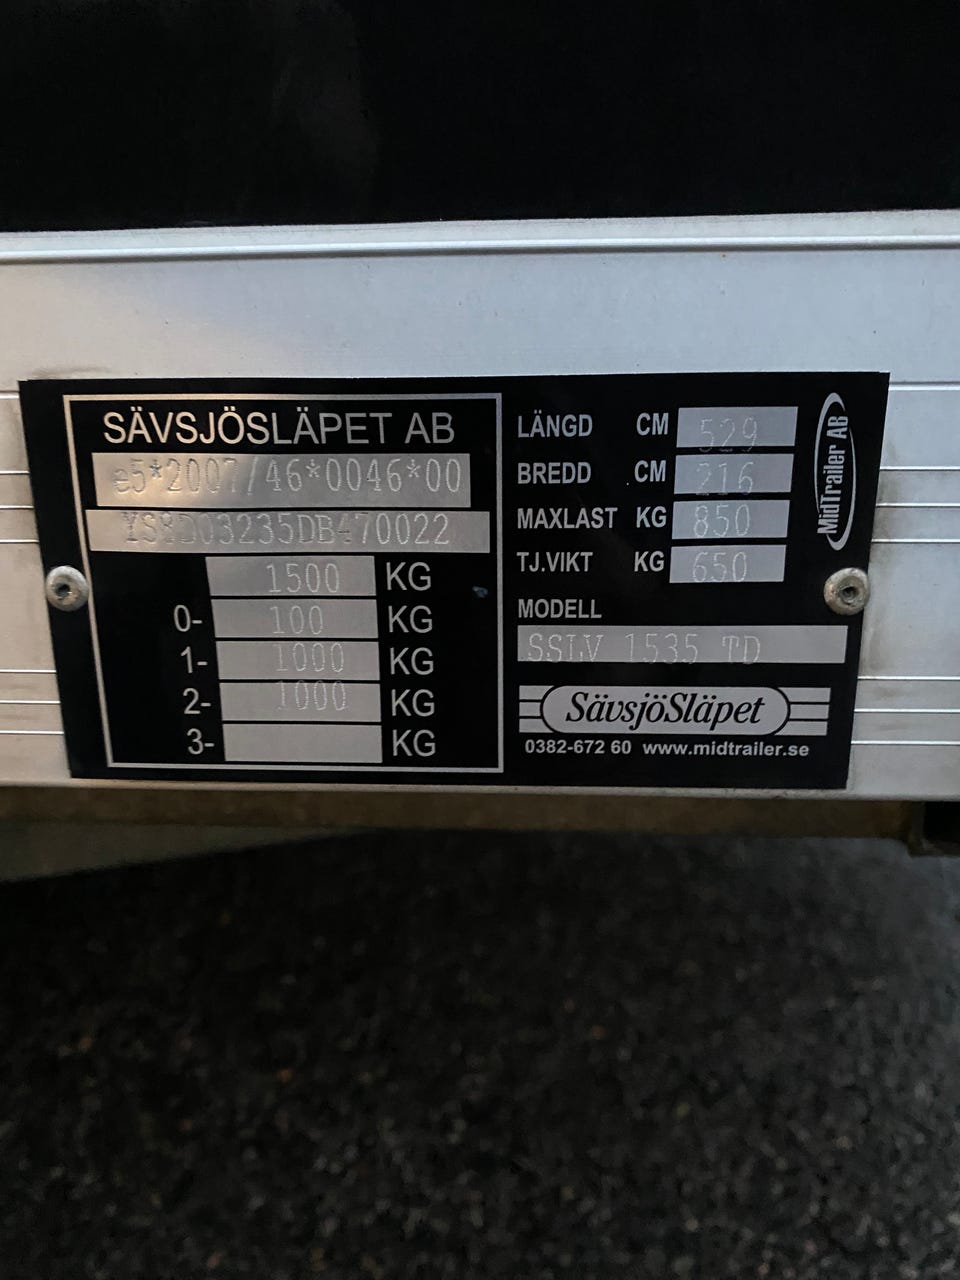 SÄVSJÖSLÄPET AB
e5*2007/46*0046*00
YS8D03235DB470022
1500 KG
0- 100 KG
1- 1000 KG
2- 1000 KG
3- KG
LÄNGD CM 529
BREDD CM 216
MAXLAST KG 850
TJ.VIKT KG 650
MODELL
SSLV 1535 TD
SävsjöSläpet
0382-672 60 www.midtrailer.se
MidTrailer AB